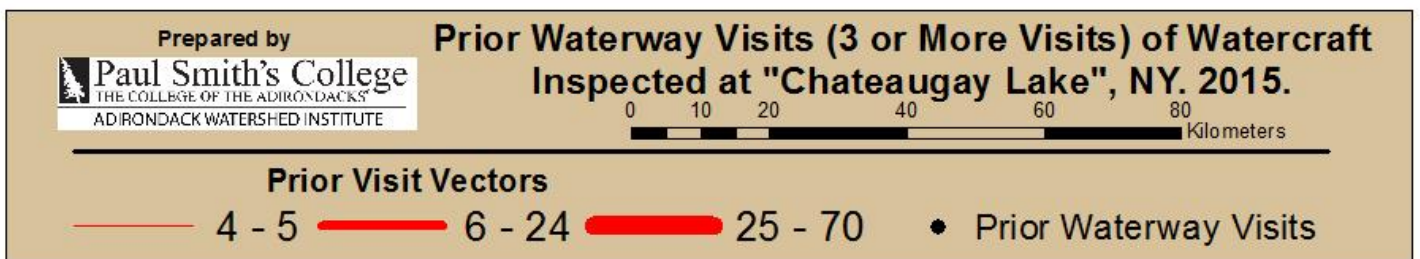 Prepared by
Paul Smith's College
THE COLLEGE OF THE ADIRONDACKS
ADIRONDACK WATERSHED INSTITUTE
Prior Waterway Visits (3 or More Visits) of Watercraft
Inspected at "Chateaugay Lake", NY. 2015.
0 10 20 40 60 80
Kilometers
Prior Visit Vectors
4 - 5 6 - 24 25 - 70 Prior Waterway Visits